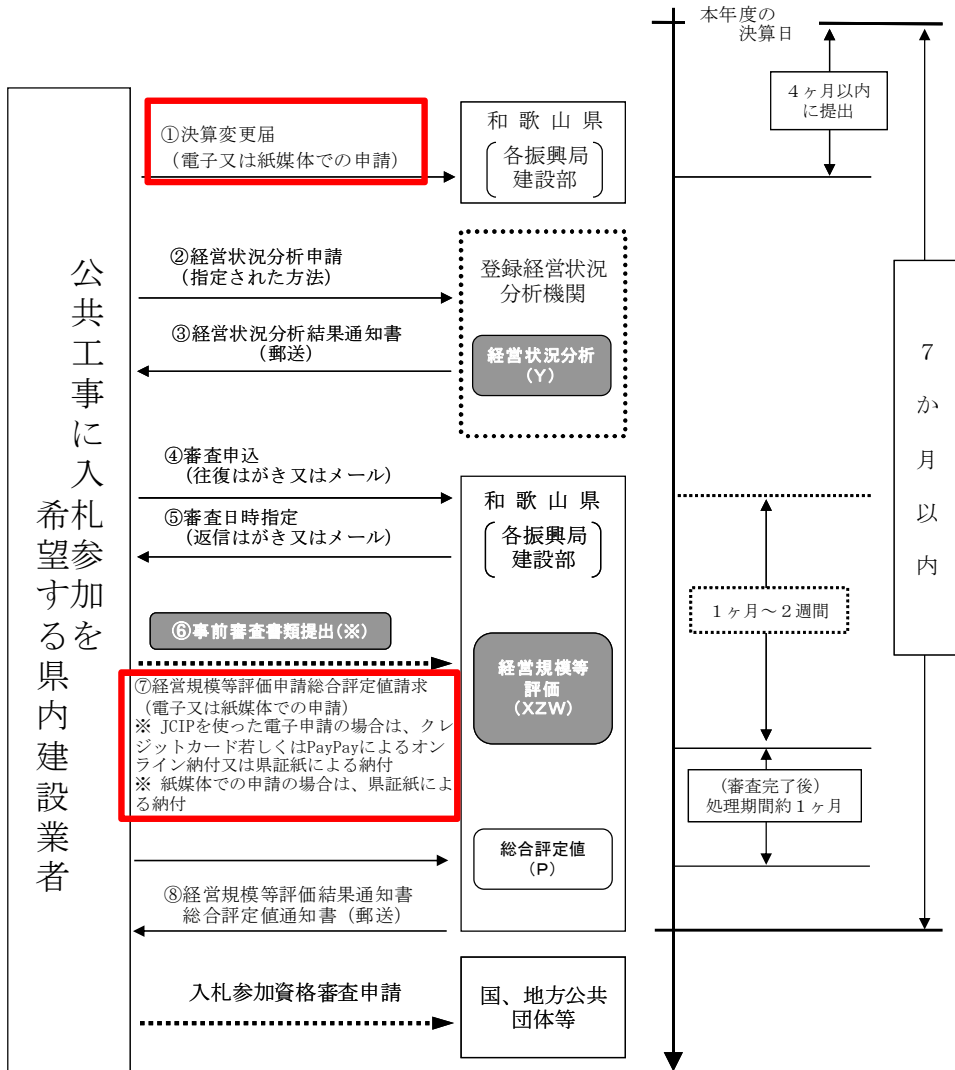 本年度の
決算日
４ヶ月以内
に提出
公共工事に入札参加を
希望する県内建設業者
①決算変更届
（電子又は紙媒体での申請）
和歌山県
各振興局
建設部
②経営状況分析申請
（指定された方法）
登録経営状況
分析機関
③経営状況分析結果通知書
（郵送）
経営状況分析
（Y）
７か月以内
④審査申込
（往復はがき又はメール）
和歌山県
各振興局
建設部
⑤審査日時指定
（返信はがき又はメール）
１ヶ月～２週間
⑥事前審査書類提出（※）
経営規模等
評価
（XZW）
⑦経営規模等評価申請総合評定値請求
（電子又は紙媒体での申請）
※ JCIPを使った電子申請の場合は、クレ
ジットカード若しくはPayPayによるオン
ライン納付又は県証紙による納付
※ 紙媒体での申請の場合は、県証紙によ
る納付
（審査完了後）
処理期間約１ヶ月
総合評定値
（P）
⑧経営規模等評価結果通知書
総合評定値通知書（郵送）
入札参加資格審査申請
国、地方公共
団体等